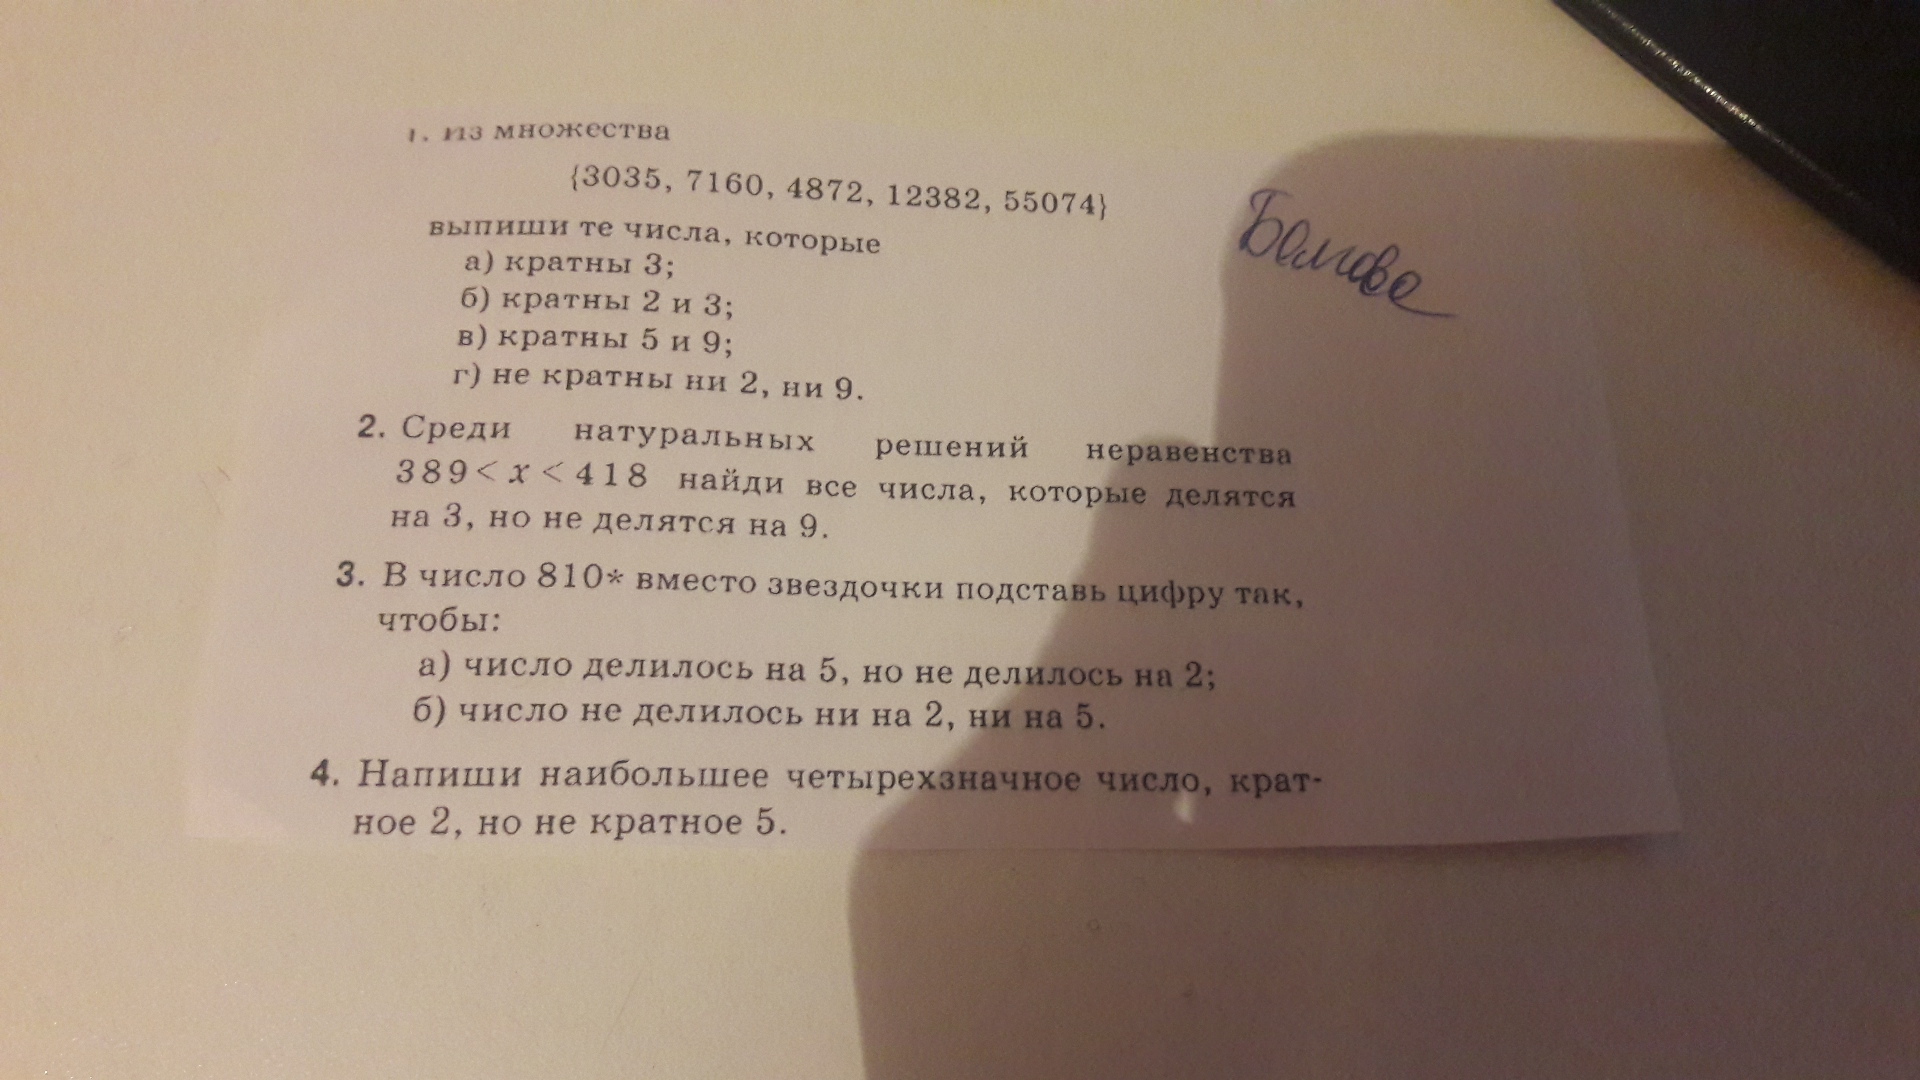 1. Из множества
{3035, 7160, 4872, 12382, 55074}
выпиши те числа, которые
а) кратны 3;
б) кратны 2 и 3;
в) кратны 5 и 9;
г) не кратны ни 2, ни 9.
2. Среди натуральных решений неравенства
389 < x < 418 найди все числа, которые делятся
на 3, но не делятся на 9.
3. В число 810* вместо звездочки подставь цифру так,
чтобы:
а) число делилось на 5, но не делилось на 2;
б) число не делилось ни на 2, ни на 5.
4. Напиши наибольшее четырехзначное число, крат-
ное 2, но не кратное 5.